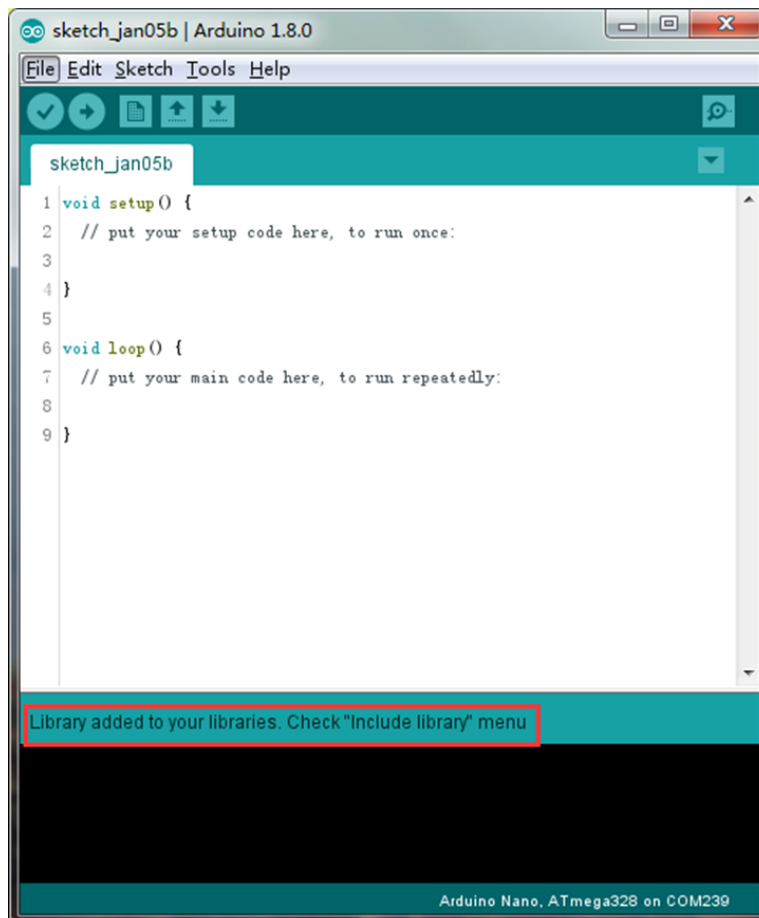 sketch_jan05b | Arduino 1.8.0
File Edit Sketch Tools Help
sketch_jan05b
1 void setup() {
2 // put your setup code here, to run once:
3
4 }
5
6 void loop() {
7 // put your main code here, to run repeatedly:
8
9 }
Library added to your libraries. Check "Include library" menu
Arduino Nano, ATmega328 on COM239